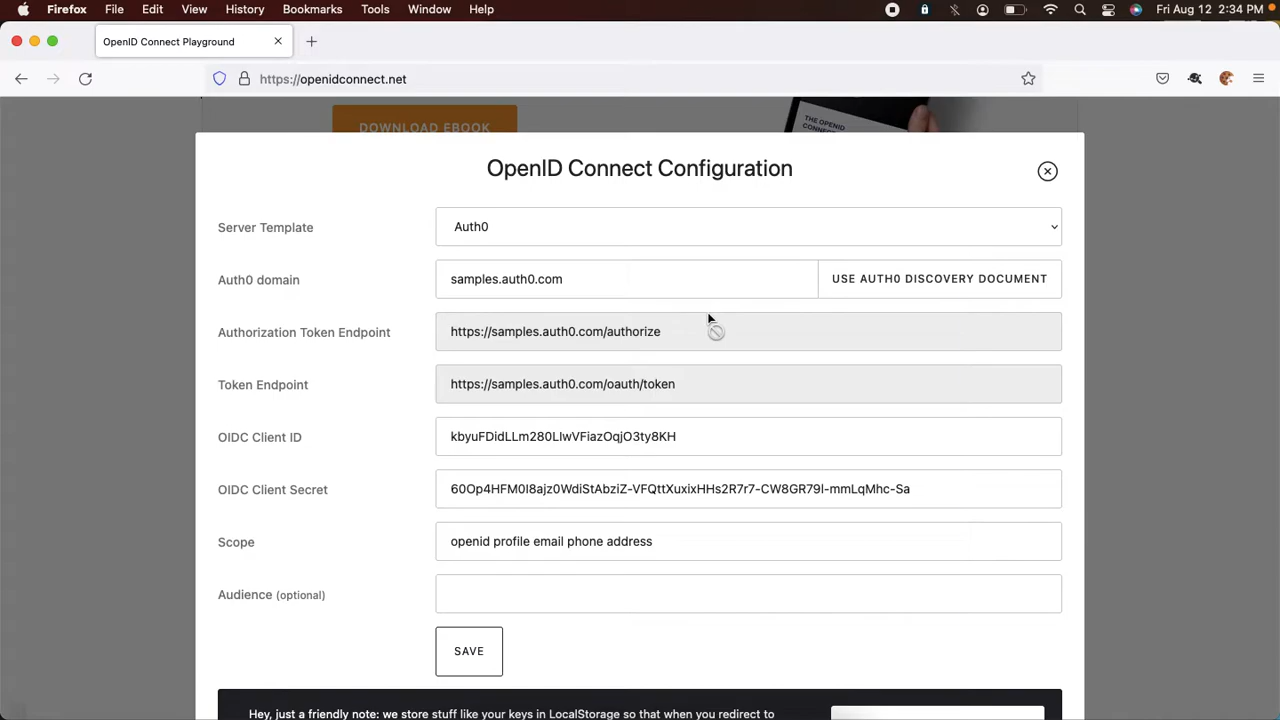 Firefox File Edit View History Bookmarks Tools Window Help Fri Aug 12 2:34 PM
OpenID Connect Playground
https://openidconnect.net
DOWNLOAD EBOOK
THE OPENID
OpenID Connect Configuration
Server Template Auth0
Auth0 domain samples.auth0.com USE AUTH0 DISCOVERY DOCUMENT
Authorization Token Endpoint https://samples.auth0.com/authorize
Token Endpoint https://samples.auth0.com/oauth/token
OIDC Client ID kbyuFDidLLm280LIwVFiazOqjO3ty8KH
OIDC Client Secret 60Op4HFM0I8ajz0WdiStAbziZ-VFQttXuxixHHs2R7r7-CW8GR79l-mmLqMhc-Sa
Scope openid profile email phone address
Audience (optional)
SAVE
Hey, just a friendly note: we store stuff like your keys in LocalStorage so that when you redirect to